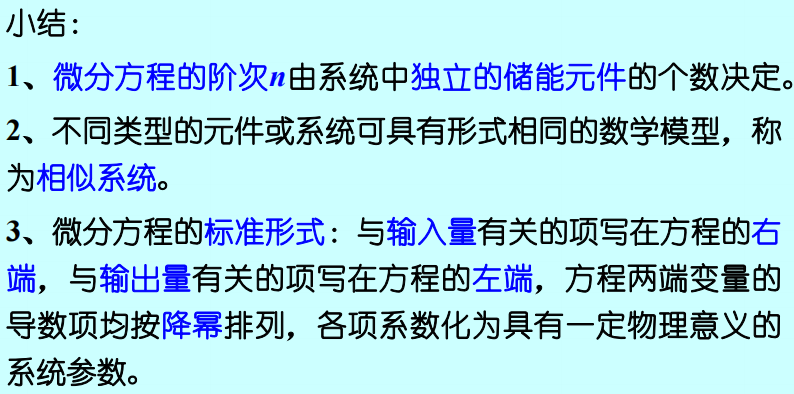 小结：
1、微分方程的阶次n由系统中独立的储能元件的个数决定。
2、不同类型的元件或系统可具有形式相同的数学模型，称
为相似系统。
3、微分方程的标准形式：与输入量有关的项写在方程的右
端，与输出量有关的项写在方程的左端，方程两端变量的
导数项均按降幂排列，各项系数化为具有一定物理意义的
系统参数。